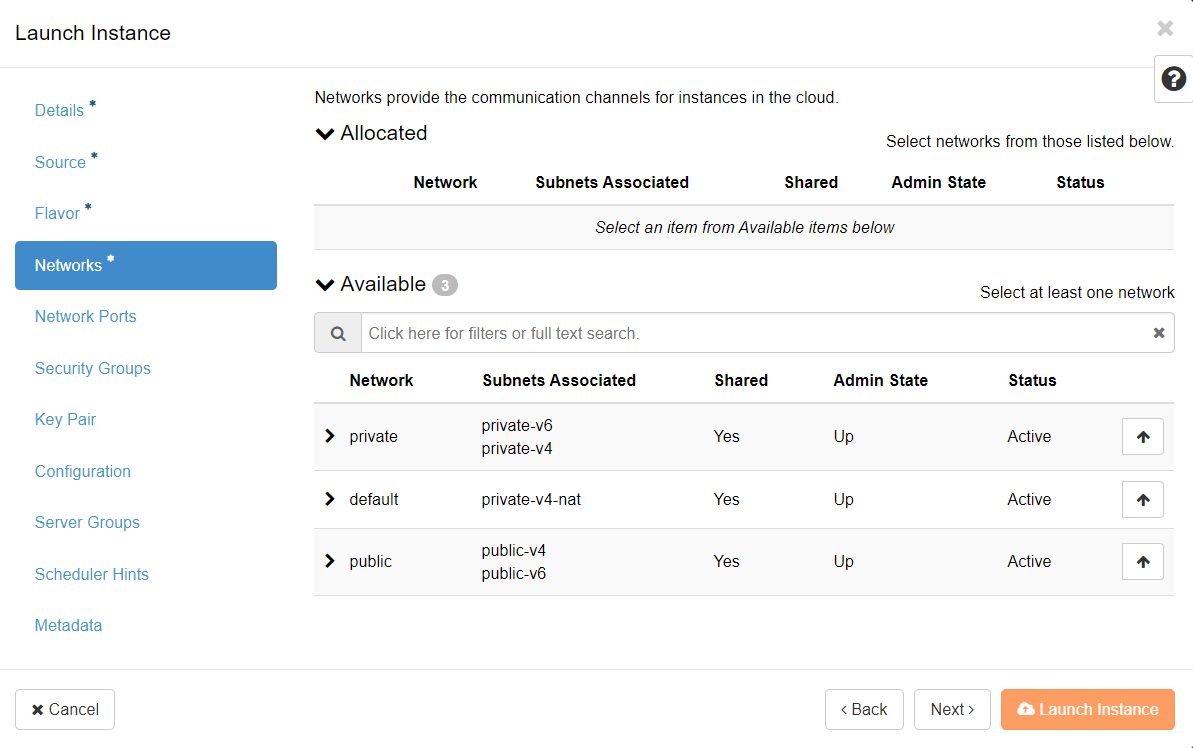 Launch Instance
Details *
Source *
Flavor *
Networks *
Network Ports
Security Groups
Key Pair
Configuration
Server Groups
Scheduler Hints
Metadata
Networks provide the communication channels for instances in the cloud.
Allocated
Select networks from those listed below.
Network Subnets Associated Shared Admin State Status
Select an item from Available items below
Available 3
Select at least one network
Click here for filters or full text search.
Network Subnets Associated Shared Admin State Status
private private-v6 private-v4 Yes Up Active
default private-v4-nat Yes Up Active
public public-v4 public-v6 Yes Up Active
Cancel
Back
Next
Launch Instance